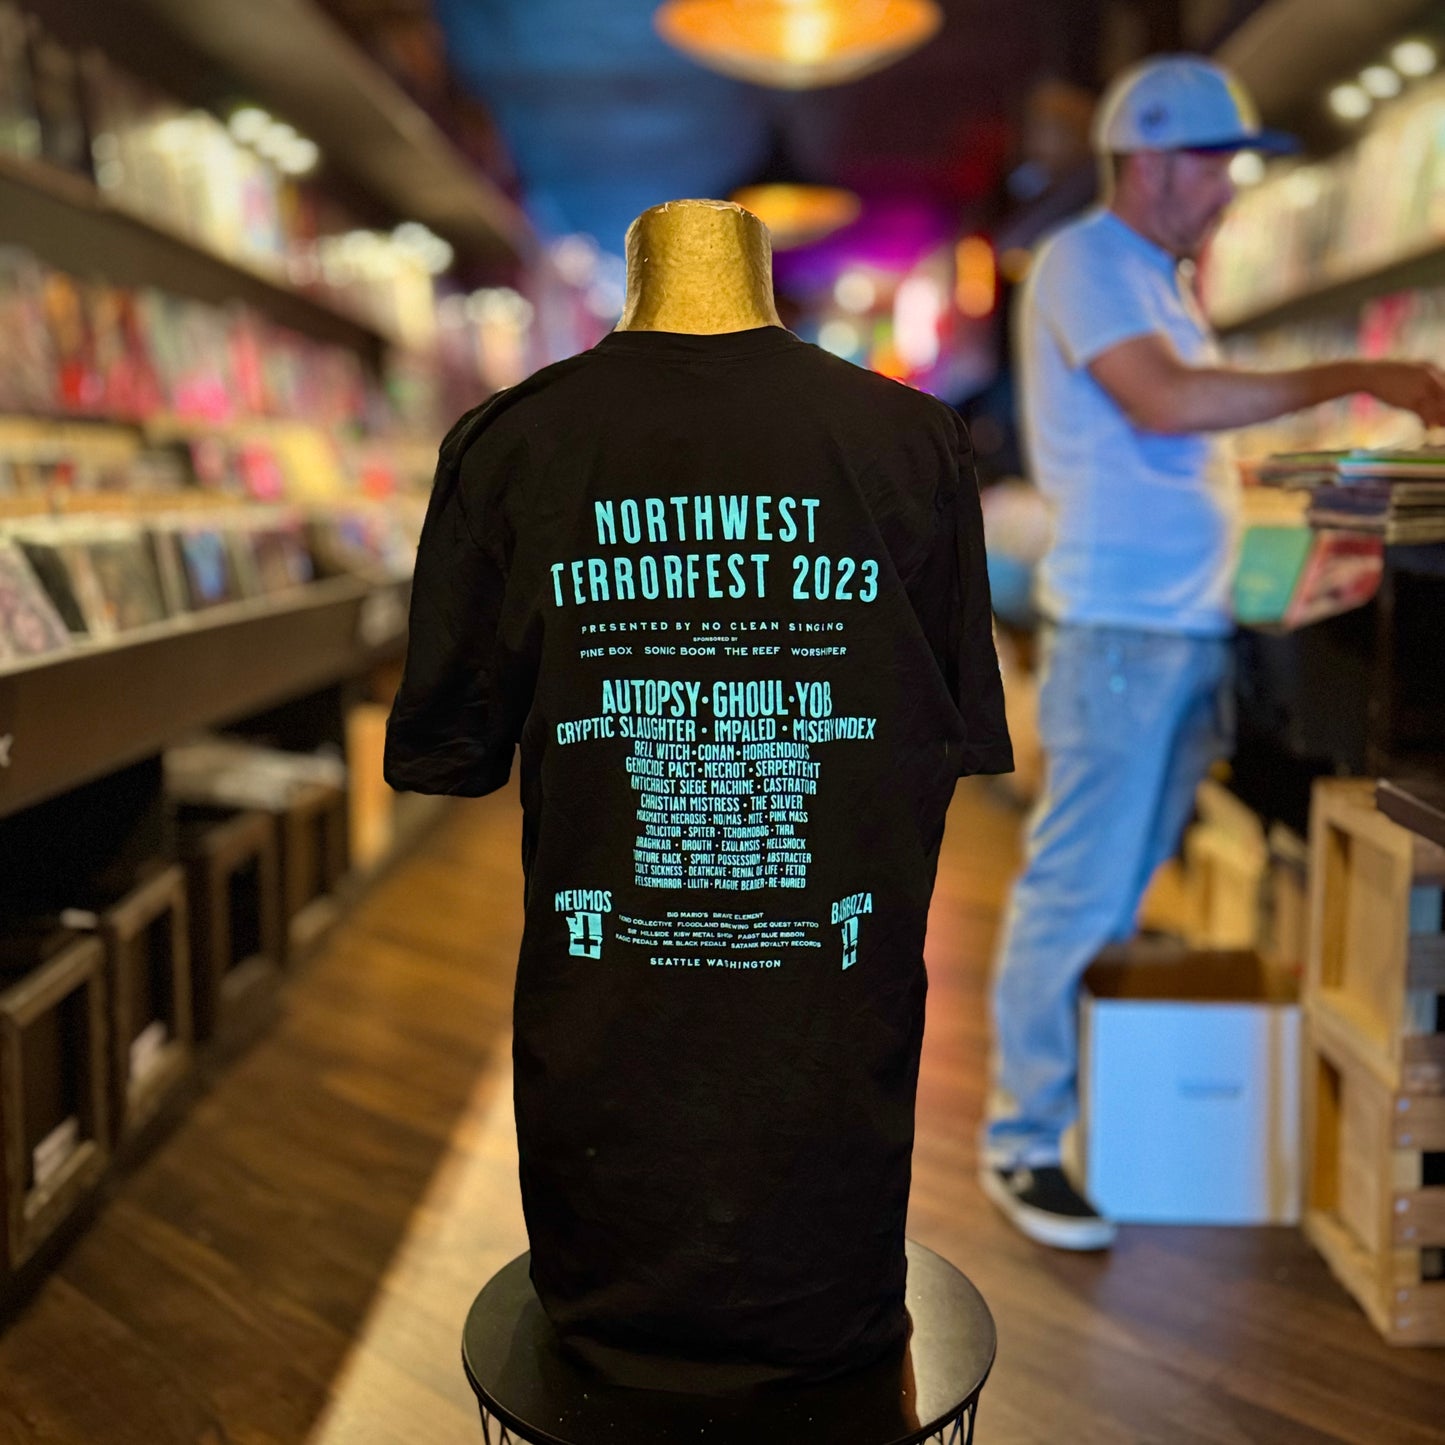 NORTHWEST
TERRORFEST 2023
PRESENTED BY NO CLEAN SINGING
SPONSORED BY
PINE BOX SONIC BOOM THE REEF WORSHIPER
AUTOPSY • GHOUL • YOB
CRYPTIC SLAUGHTER • IMPALED • MISERY INDEX
BELL WITCH • CONAN • HORRENDOUS
GENOCIDE PACT • NECROT • SERPENTENT
ANTICHRIST SIEGE MACHINE • CASTRATOR
CHRISTIAN MISTRESS • THE SILVER
MIASMATIC NECROSIS • NO/MAS • NITE • PINK MASS
SOLICITOR • SPITER • TCHORNOBOG • THRA
DRAGHKAR • DROUTH • EXULANSIS • HELLSHOCK
TORTURE RACK • SPIRIT POSSESSION • ABSTRACTER
CULT SICKNESS • DEATHCAVE • DENIAL OF LIFE • FETID
FELSENMIRROR • LILITH • PLAGUE BEARER • RE-BURIED
NEUMOS
BARBOZA
BIG MARIO'S BRAVE ELEMENT
COLLECTIVE FLOODLAND BREWING SIDE QUEST TATTOO
HILLSIDE KISW METAL SHOP PABST BLUE RIBBON
MAGIC PEDALS MR. BLACK PEDALS SATANIK ROYALTY RECORDS
SEATTLE WASHINGTON